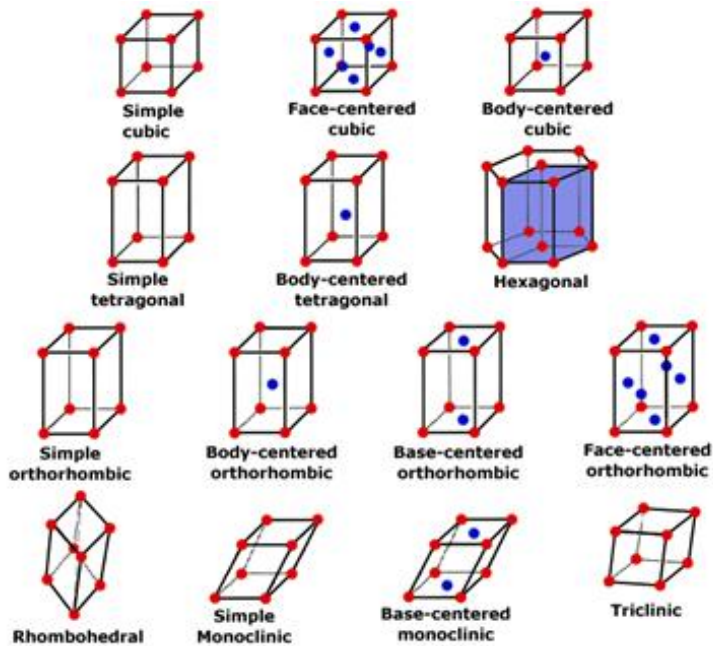 Simple
cubic
Face-centered
cubic
Body-centered
cubic
Simple
tetragonal
Body-centered
tetragonal
Hexagonal
Simple
orthorhombic
Body-centered
orthorhombic
Base-centered
orthorhombic
Face-centered
orthorhombic
Rhombohedral
Simple
Monoclinic
Base-centered
monoclinic
Triclinic